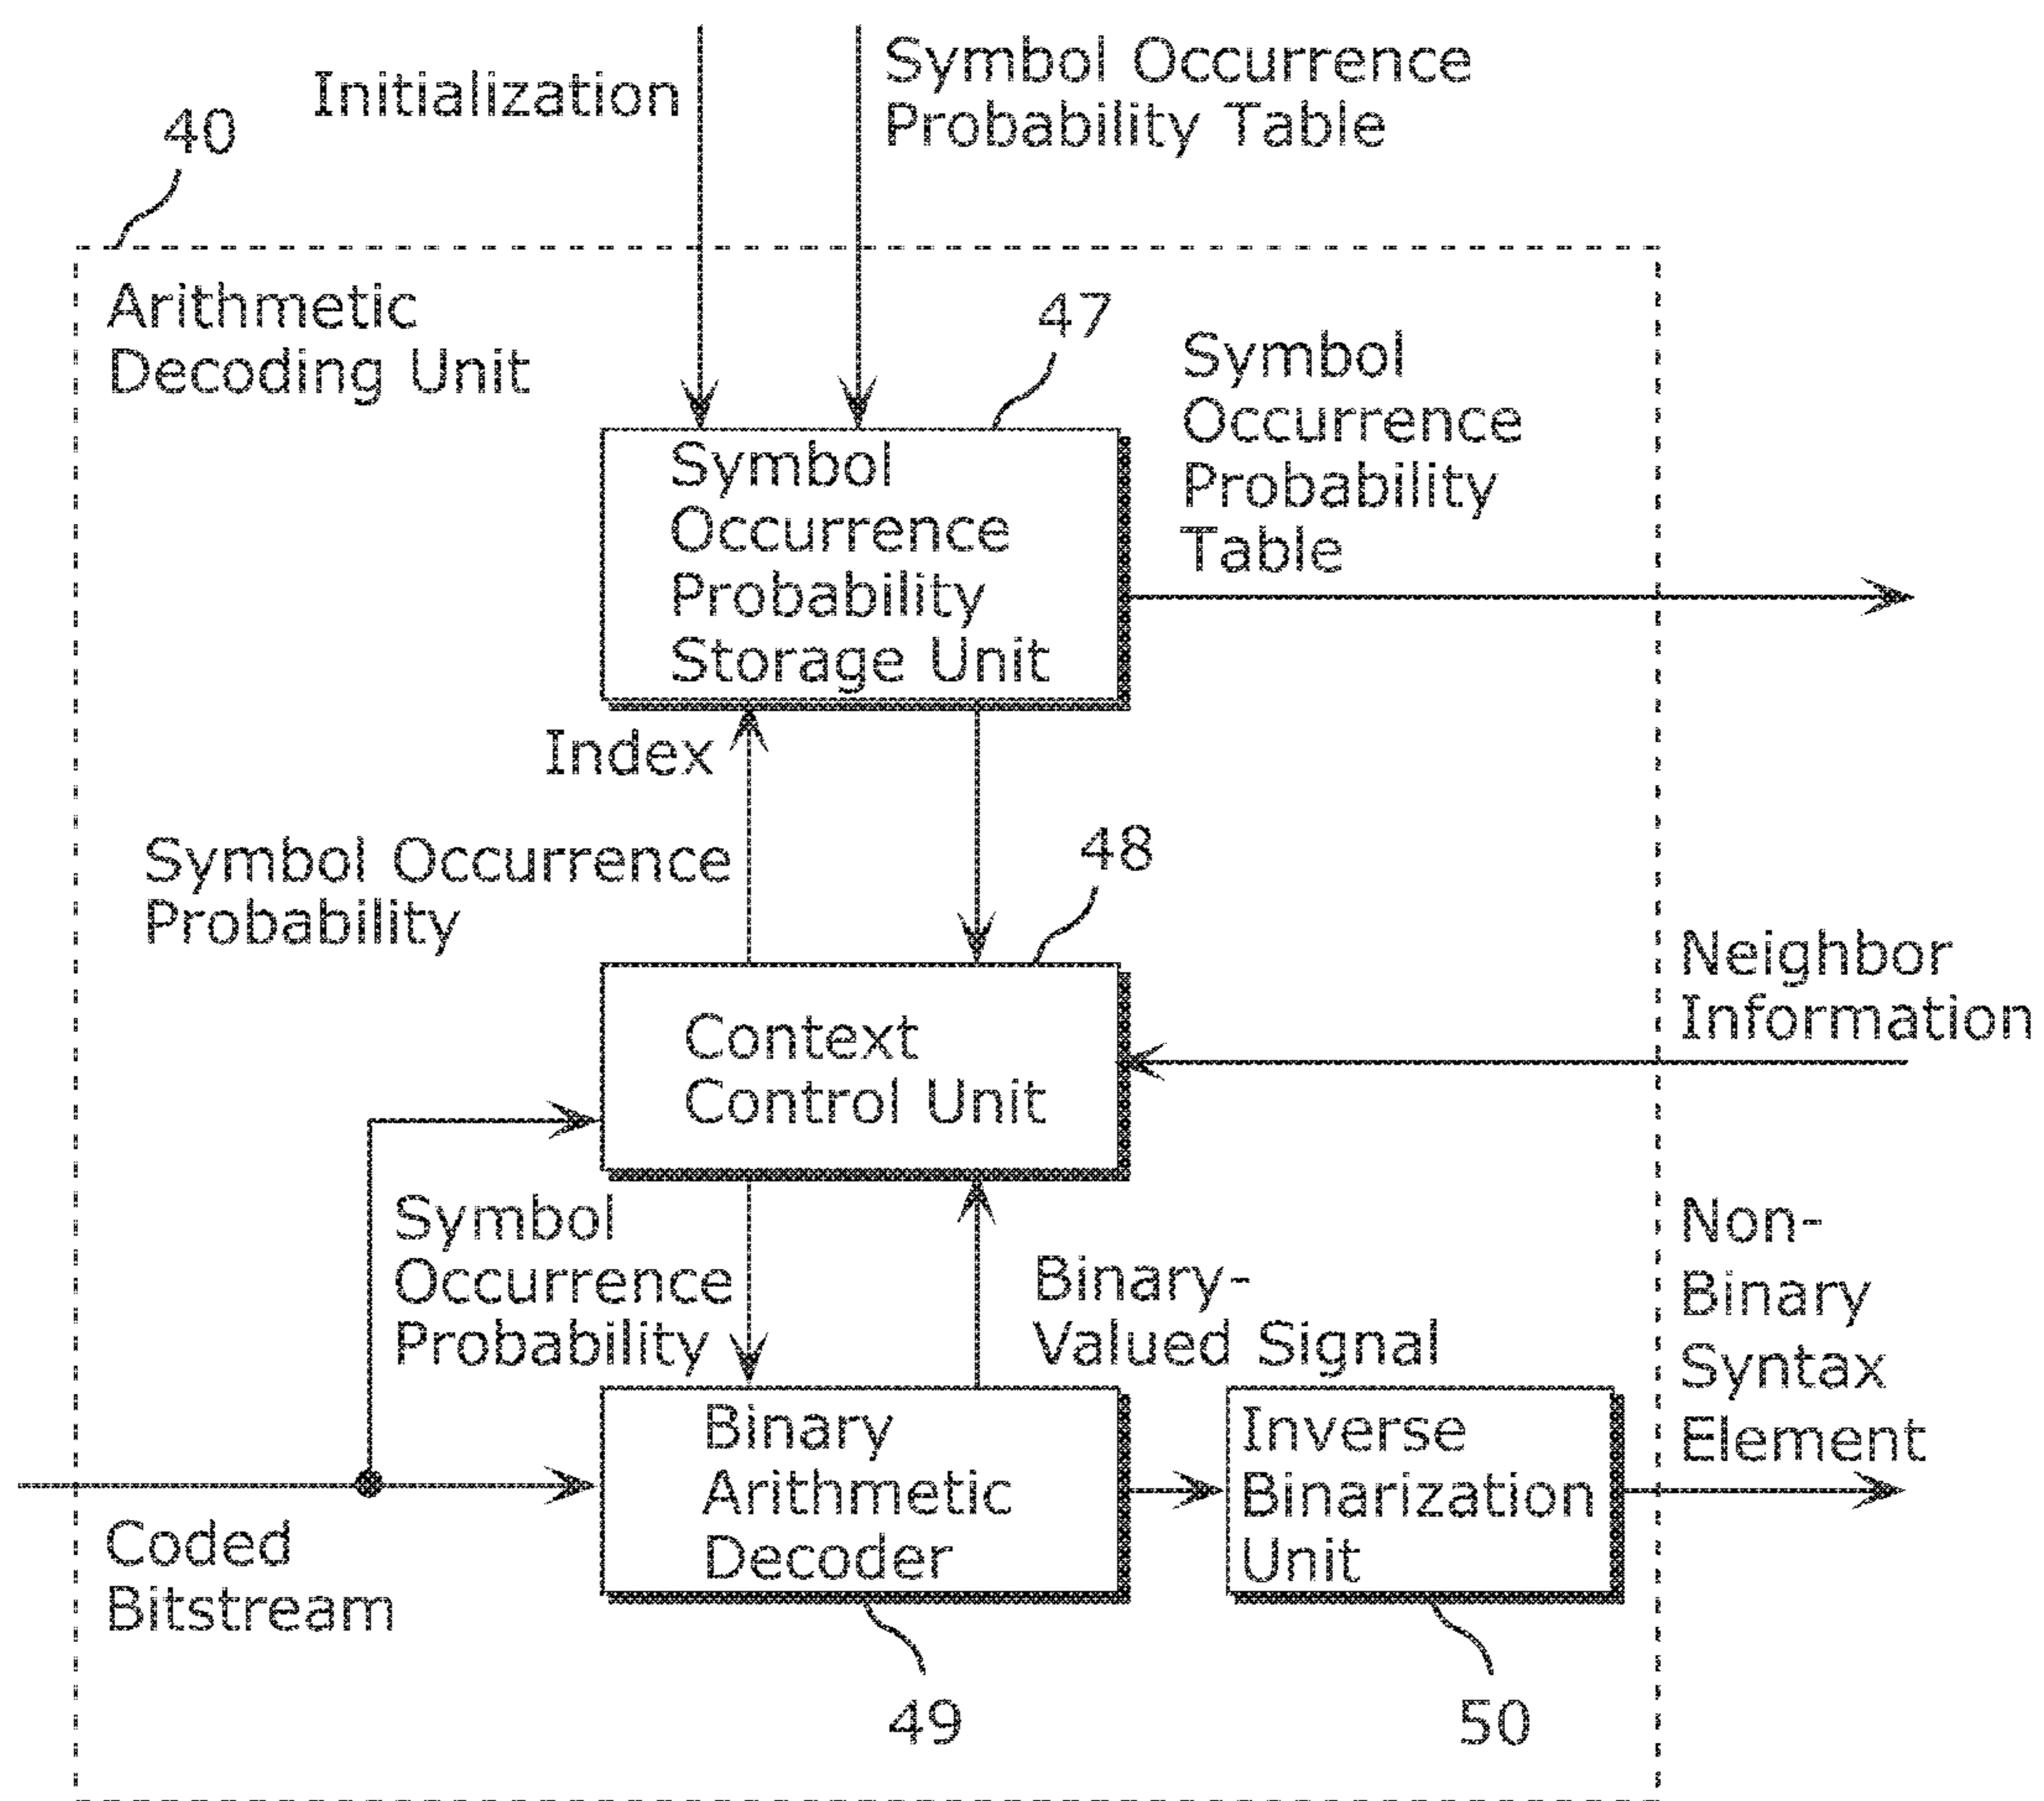 Initialization
Symbol Occurrence
Probability Table
40
Arithmetic
Decoding Unit
47
Symbol
Occurrence
Probability
Table
Symbol
Occurrence
Probability
Storage Unit
Index
Symbol Occurrence
Probability
48
Neighbor
Information
Context
Control Unit
Symbol
Occurrence
Probability
Binary-
Valued Signal
Non-
Binary
Syntax
Element
Coded
Bitstream
Binary
Arithmetic
Decoder
Inverse
Binarization
Unit
49
50